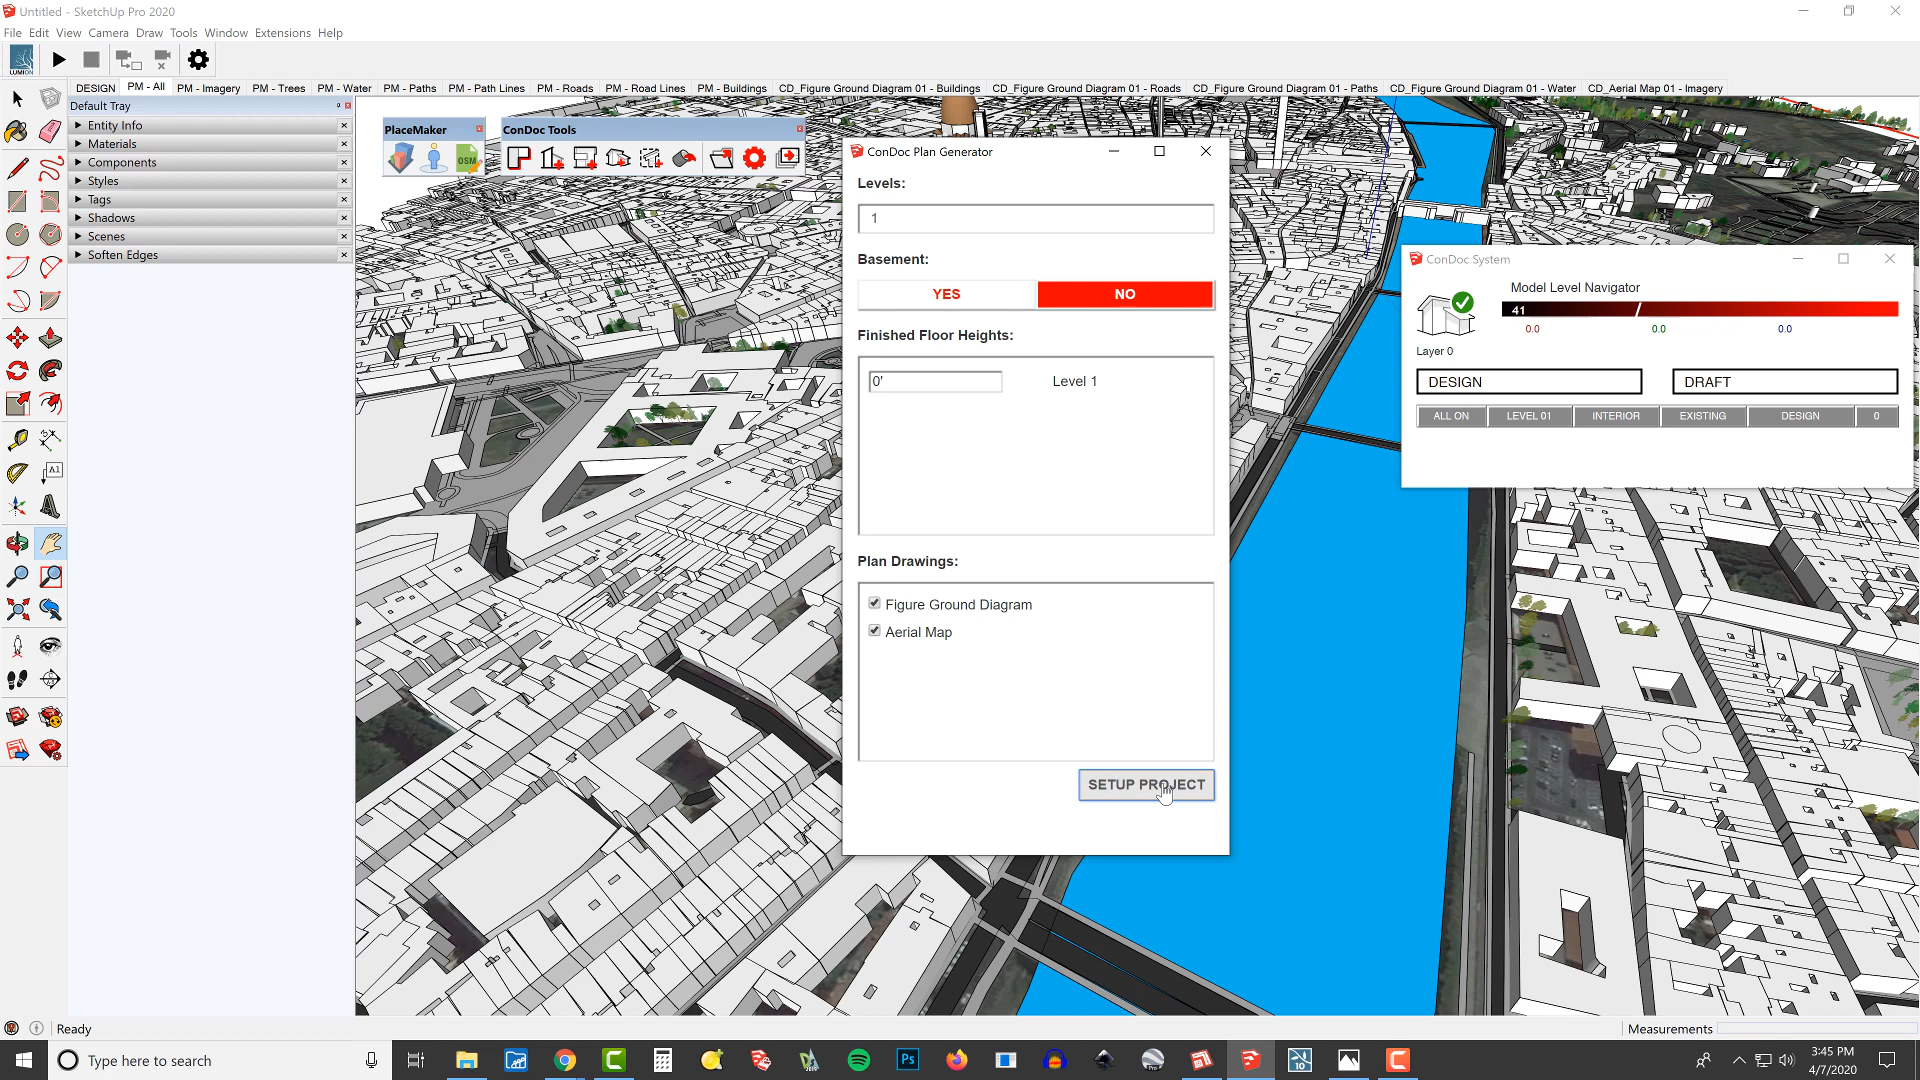 Untitled - SketchUp Pro 2020
File Edit View Camera Draw Tools Window Extensions Help
LUMION
DESIGN PM - All PM - Imagery PM - Trees PM - Water PM - Paths PM - Path Lines PM - Roads PM - Road Lines PM - Buildings CD_Figure Ground Diagram 01 - Buildings CD_Figure Ground Diagram 01 - Roads CD_Figure Ground Diagram 01 - Paths CD_Figure Ground Diagram 01 - Water CD_Aerial Map 01 - Imagery
Default Tray
Entity Info
Materials
Components
Styles
Tags
Shadows
Scenes
Soften Edges
PlaceMaker
OSM
ConDoc Tools
ConDoc Plan Generator
Levels:
1
Basement:
YES NO
Finished Floor Heights:
0' Level 1
Plan Drawings:
Figure Ground Diagram
Aerial Map
SETUP PROJECT
ConDoc System
Model Level Navigator
41
0.0 0.0 0.0
Layer 0
DESIGN DRAFT
ALL ON LEVEL 01 INTERIOR EXISTING DESIGN 0
A1
Ready
Measurements
Type here to search
Ps
10
3:45 PM
4/7/2020